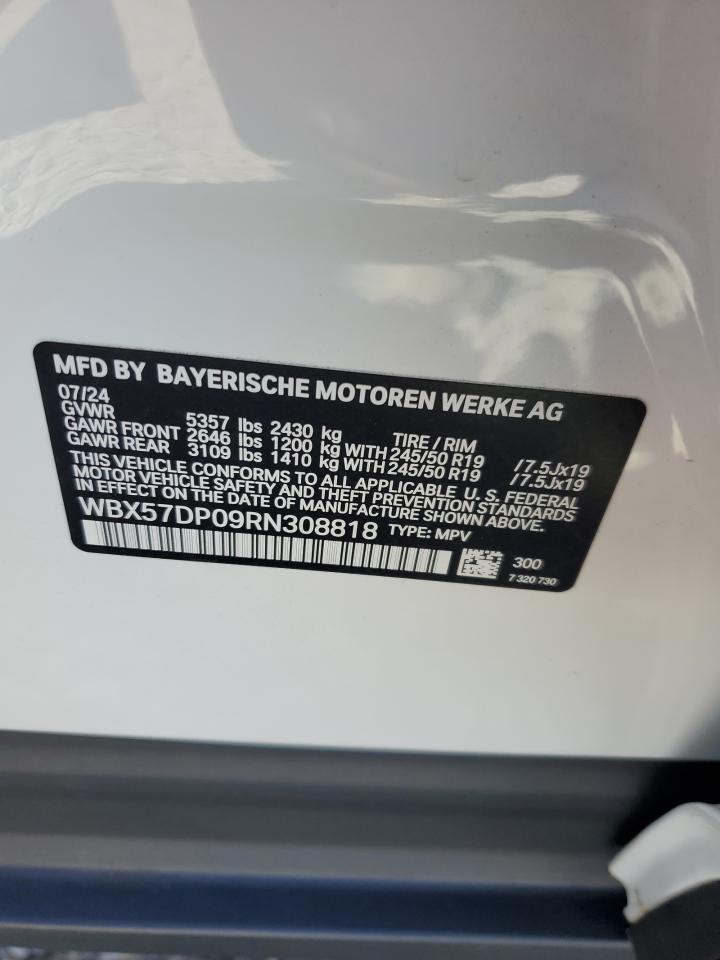 MFD BY BAYERISCHE MOTOREN WERKE AG
07/24
GVWR 5357 lbs 2430 kg TIRE / RIM
GAWR FRONT 2646 lbs 1200 kg WITH 245/50 R19 /7.5Jx19
GAWR REAR 3109 lbs 1410 kg WITH 245/50 R19 /7.5Jx19
THIS VEHICLE CONFORMS TO ALL APPLICABLE U.S. FEDERAL
MOTOR VEHICLE SAFETY AND THEFT PREVENTION STANDARDS
IN EFFECT ON THE DATE OF MANUFACTURE SHOWN ABOVE
WBX57DP09RN308818 TYPE: MPV
300
7 320 730